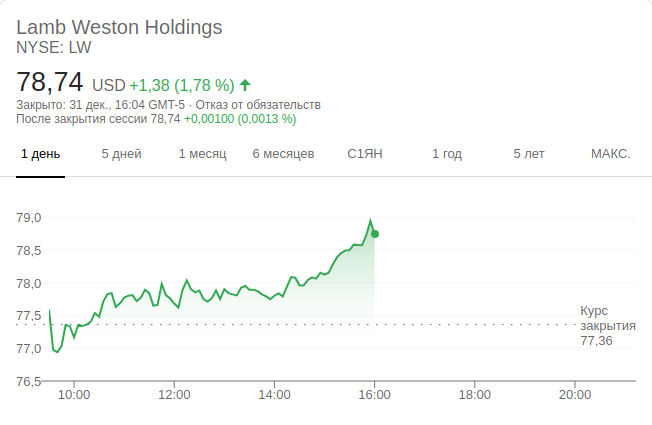 Lamb Weston Holdings
NYSE: LW
78,74 USD +1,38 (1,78 %)
Закрыто: 31 дек., 16:04 GMT-5 · Отказ от обязательств
После закрытия сессии 78,74 +0,00100 (0,0013 %)
1 день 5 дней 1 месяц 6 месяцев С1ЯН 1 год 5 лет МАКС.
79,0
78,5
78,0
77,5
77,0
76,5
Курс
закрытия
77,36
10:00 12:00 14:00 16:00 18:00 20:00